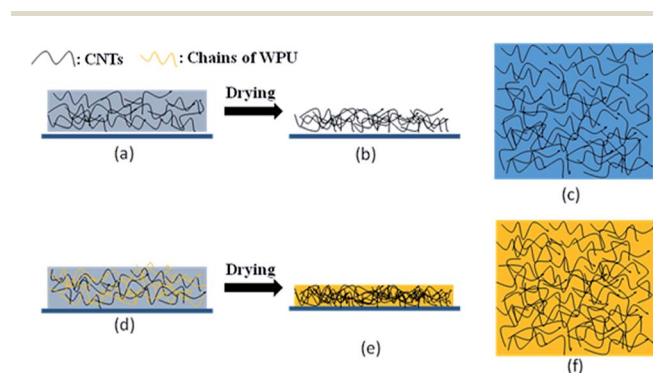 : CNTs : Chains of WPU
Drying
(a)
(b)
(c)
Drying
(d)
(e)
(f)